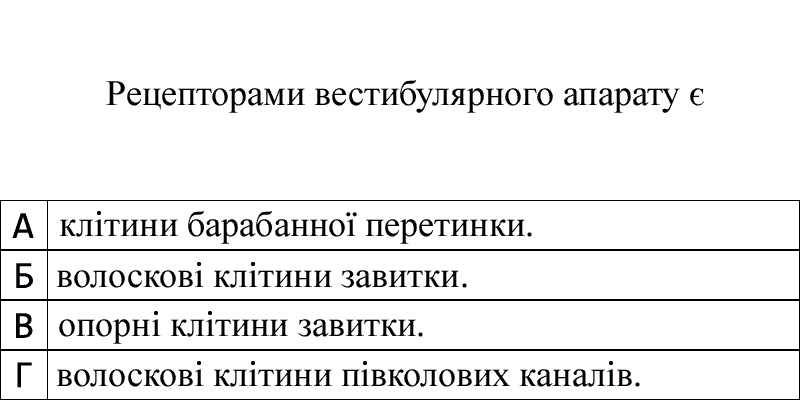 Рецепторами вестибулярного апарату є
А клітини барабанної перетинки.
Б волоскові клітини завитки.
В опорні клітини завитки.
Г волоскові клітини півколових каналів.